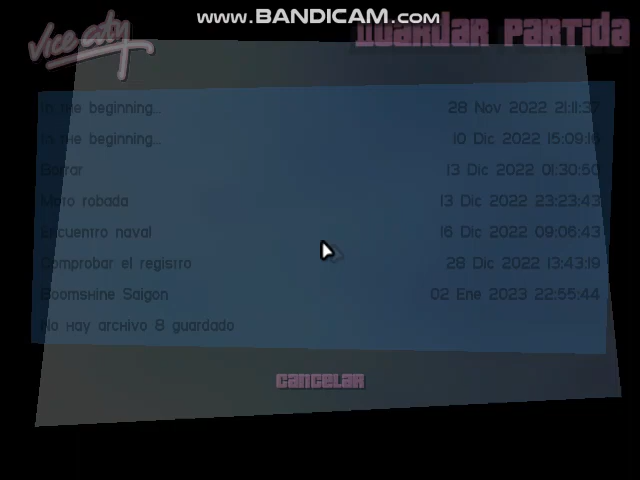 www.BANDICAM.com
Vice City
GUARDAR PARTIDA
In the beginning... 28 Nov 2022 21:11:37
In the beginning... 10 Dic 2022 15:09:16
Barrar 13 Dic 2022 01:30:50
Moto robada 13 Dic 2022 23:23:43
Encuentro naval 16 Dic 2022 09:06:43
Comprobar el registro 28 Dic 2022 13:43:19
Boomshine Saigon 02 Ene 2023 22:55:44
No hay archivo 8 guardado
CANCELAR